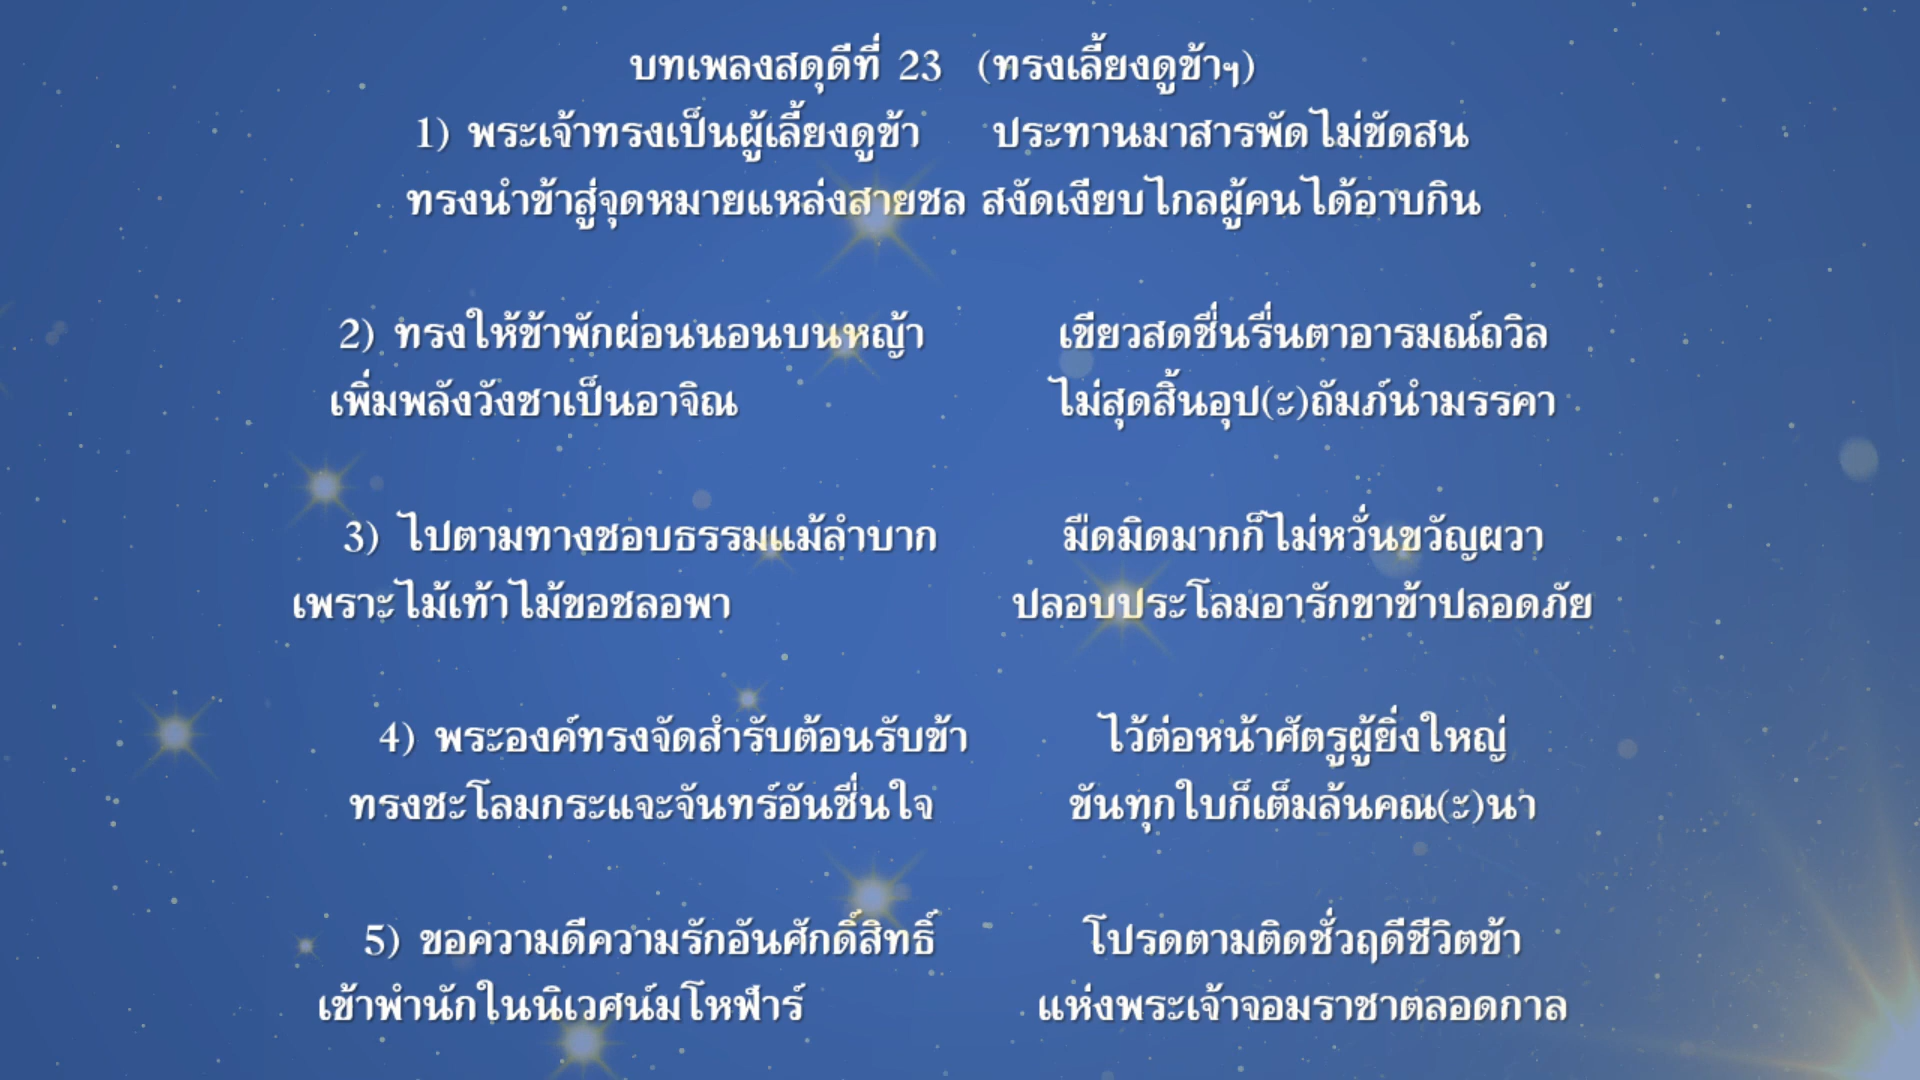 บทเพลงสดุดีที่ 23 (ทรงเลี้ยงดูข้าฯ)
1) พระเจ้าทรงเป็นผู้เลี้ยงดูข้า ประทานมาสารพัดไม่ขัดสน
ทรงนำข้าสู่จุดหมายแหล่งสายชล สงัดเงียบไกลผู้คนได้อาบกิน
2) ทรงให้ข้าพักผ่อนนอนบนหญ้า เขียวสดชื่นรื่นตาอารมณ์ถวิล
เพิ่มพลังวังชาเป็นอาจิณ ไม่สุดสิ้นอุป(ะ)ถัมภ์นำมรรคา
3) ไปตามทางชอบธรรมแม้ลำบาก มืดมิดมากก็ไม่หวั่นขวัญผวา
เพราะไม้เท้าไม้ขอชลอพา ปลอบประโลมอารักขาข้าปลอดภัย
4) พระองค์ทรงจัดสำรับต้อนรับข้า ไว้ต่อหน้าศัตรูผู้ยิ่งใหญ่
ทรงชะโลมกระแจะจันทร์อันชื่นใจ ขันทุกใบก็เต็มล้นคณ(ะ)นา
5) ขอความดีความรักอันศักดิ์สิทธิ์ โปรดตามติดชั่วฤดีชีวิตข้า
เข้าพำนักในนิเวศน์มโหฬาร์ แห่งพระเจ้าจอมราชาตลอดกาล